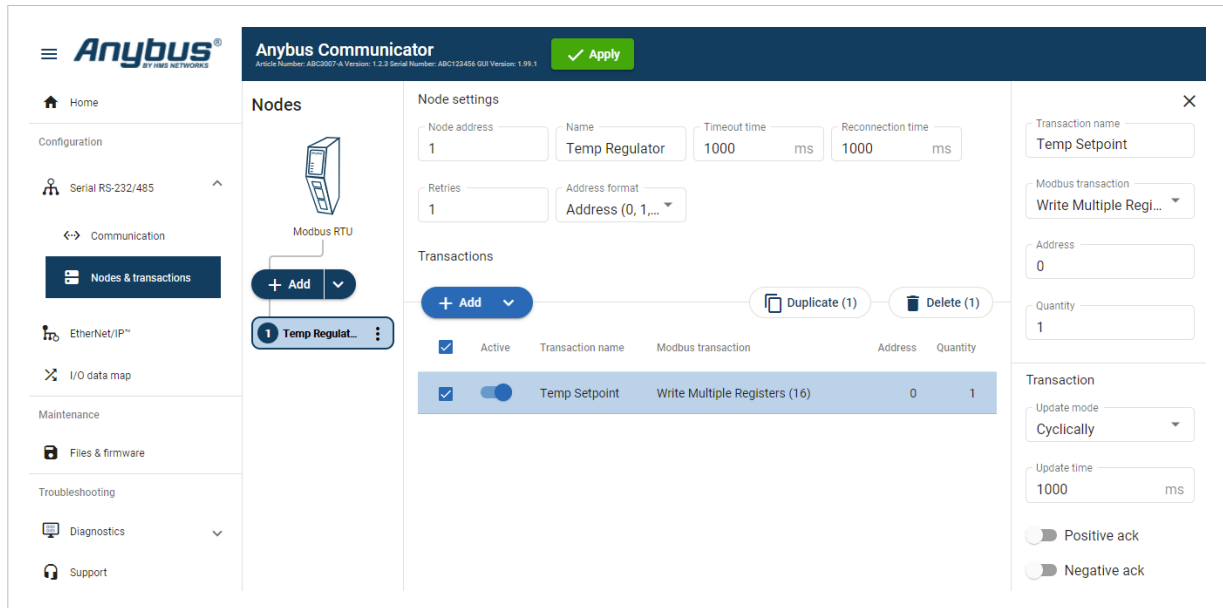 Anybus®
BY HMS NETWORKS
Anybus Communicator
Article Number: ABC3007-A Version: 1.2.3 Serial Number: ABC123456 GUI Version: 1.99.1
Apply
Home
Configuration
Serial RS-232/485
Communication
Nodes & transactions
EtherNet/IP™
I/O data map
Maintenance
Files & firmware
Troubleshooting
Diagnostics
Support
Nodes
Modbus RTU
+ Add
1 Temp Regulat...
Node settings
Node address
1
Name
Temp Regulator
Timeout time
1000 ms
Reconnection time
1000 ms
Retries
1
Address format
Address (0, 1,...
Transactions
+ Add
Duplicate (1)
Delete (1)
Active Transaction name Modbus transaction Address Quantity
Temp Setpoint Write Multiple Registers (16) 0 1
Transaction name
Temp Setpoint
Modbus transaction
Write Multiple Regi...
Address
0
Quantity
1
Transaction
Update mode
Cyclically
Update time
1000 ms
Positive ack
Negative ack